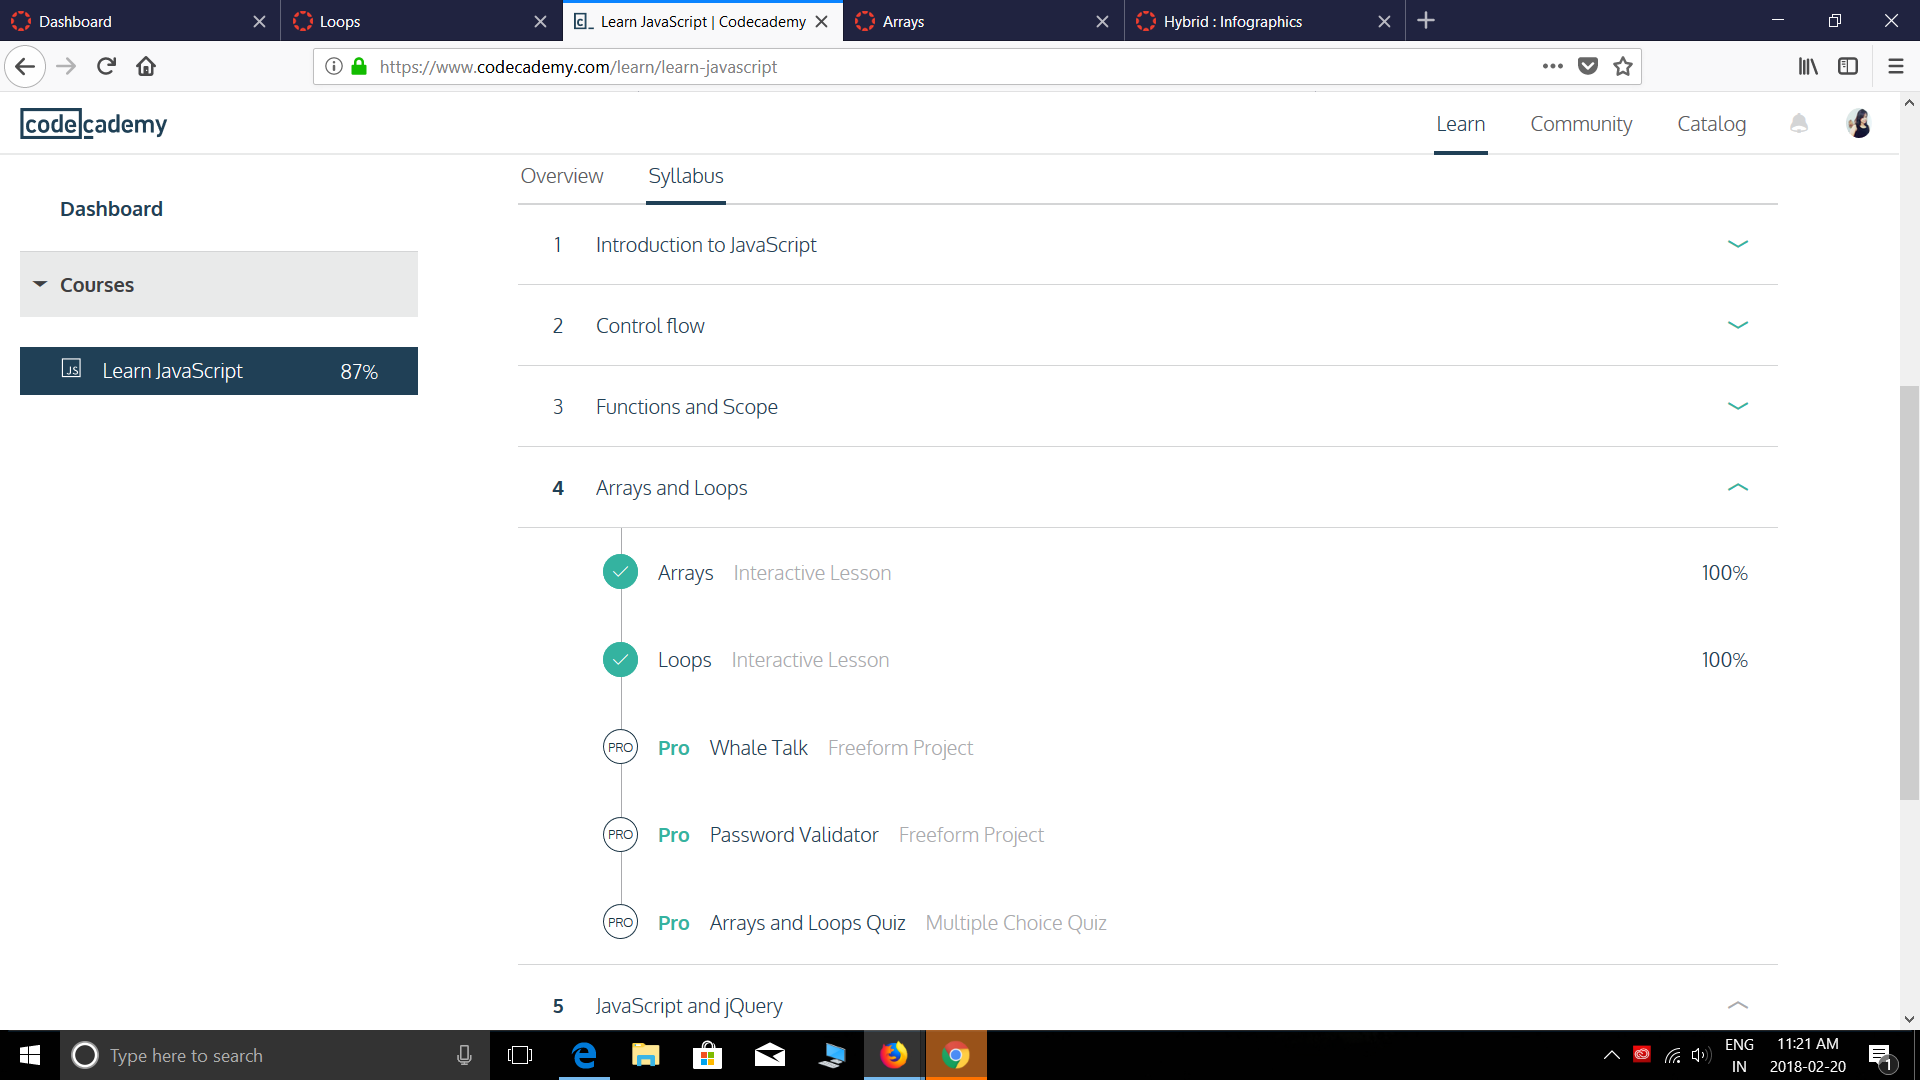 Dashboard
Loops
Learn JavaScript | Codecademy
Arrays
Hybrid : Infographics
https://www.codecademy.com/learn/learn-javascript
codecademy
Learn
Community
Catalog
Overview
Syllabus
Dashboard
Courses
JS Learn JavaScript 87%
1 Introduction to JavaScript
2 Control flow
3 Functions and Scope
4 Arrays and Loops
Arrays Interactive Lesson 100%
Loops Interactive Lesson 100%
PRO Pro Whale Talk Freeform Project
PRO Pro Password Validator Freeform Project
PRO Pro Arrays and Loops Quiz Multiple Choice Quiz
5 JavaScript and jQuery
Type here to search
ENG
IN
11:21 AM
2018-02-20
1